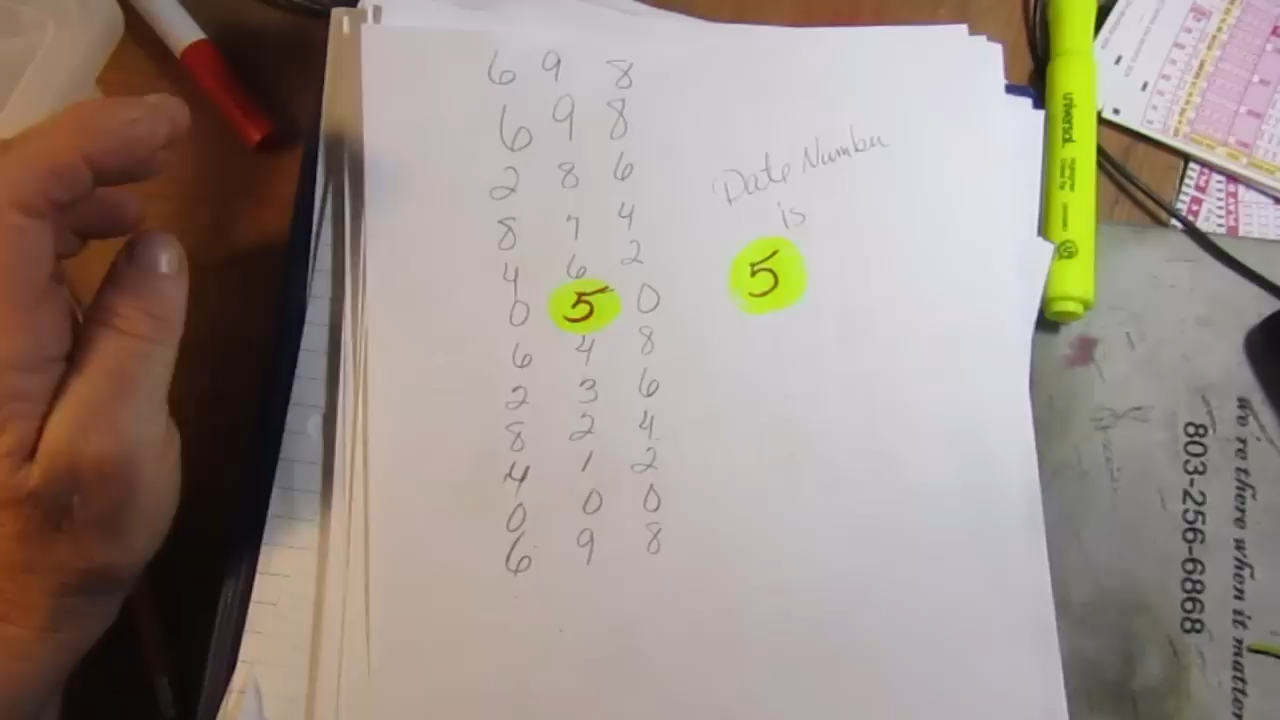 6 9 8
6 9 8
2 8 6
8 7 4
4 6 2
0 5 0
6 4 8
2 3 6
8 2 4
4 1 2
0 0 0
6 9 8
Date Number
is
5
universal
803-256-6868
We're there when it matter